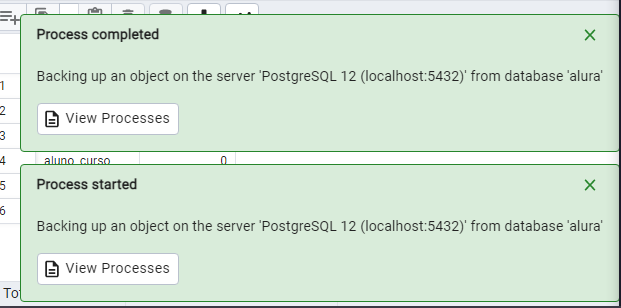 Process completed
Backing up an object on the server 'PostgreSQL 12 (localhost:5432)' from database 'alura'
View Processes
1
2
3
4 aluno_curso 0
Process started
5
Backing up an object on the server 'PostgreSQL 12 (localhost:5432)' from database 'alura'
6
View Processes